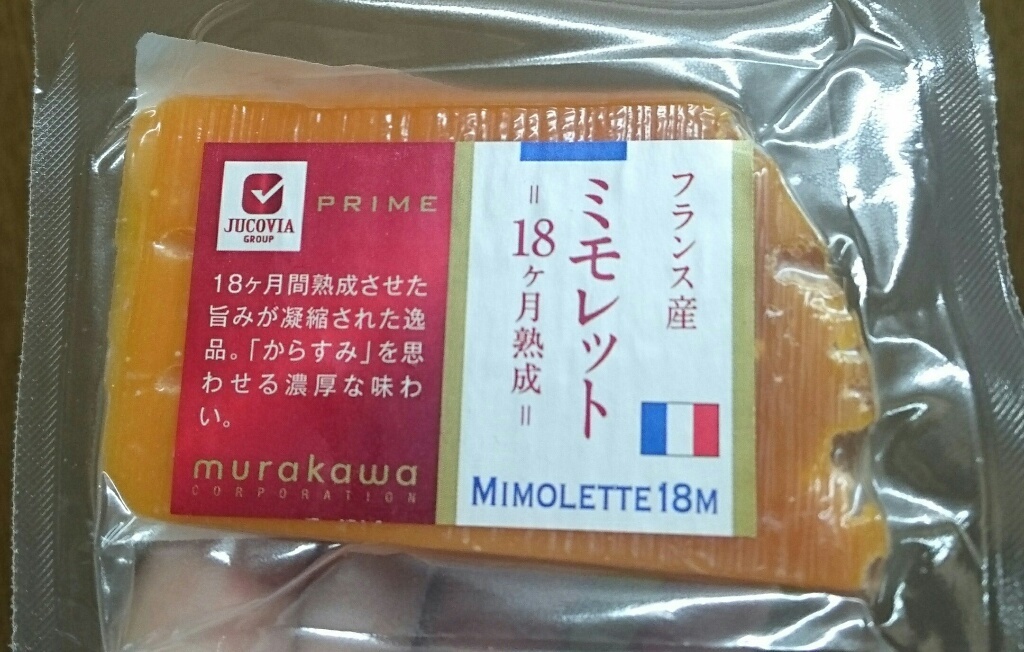 JUCOVIA
GROUP
PRIME
18ヶ月間熟成させた
旨みが凝縮された逸
品。「からすみ」を思
わせる濃厚な味わ
い。
murakawa
CORPORATION
フランス産
ミモレット
=18ヶ月熟成=
MIMOLETTE18M